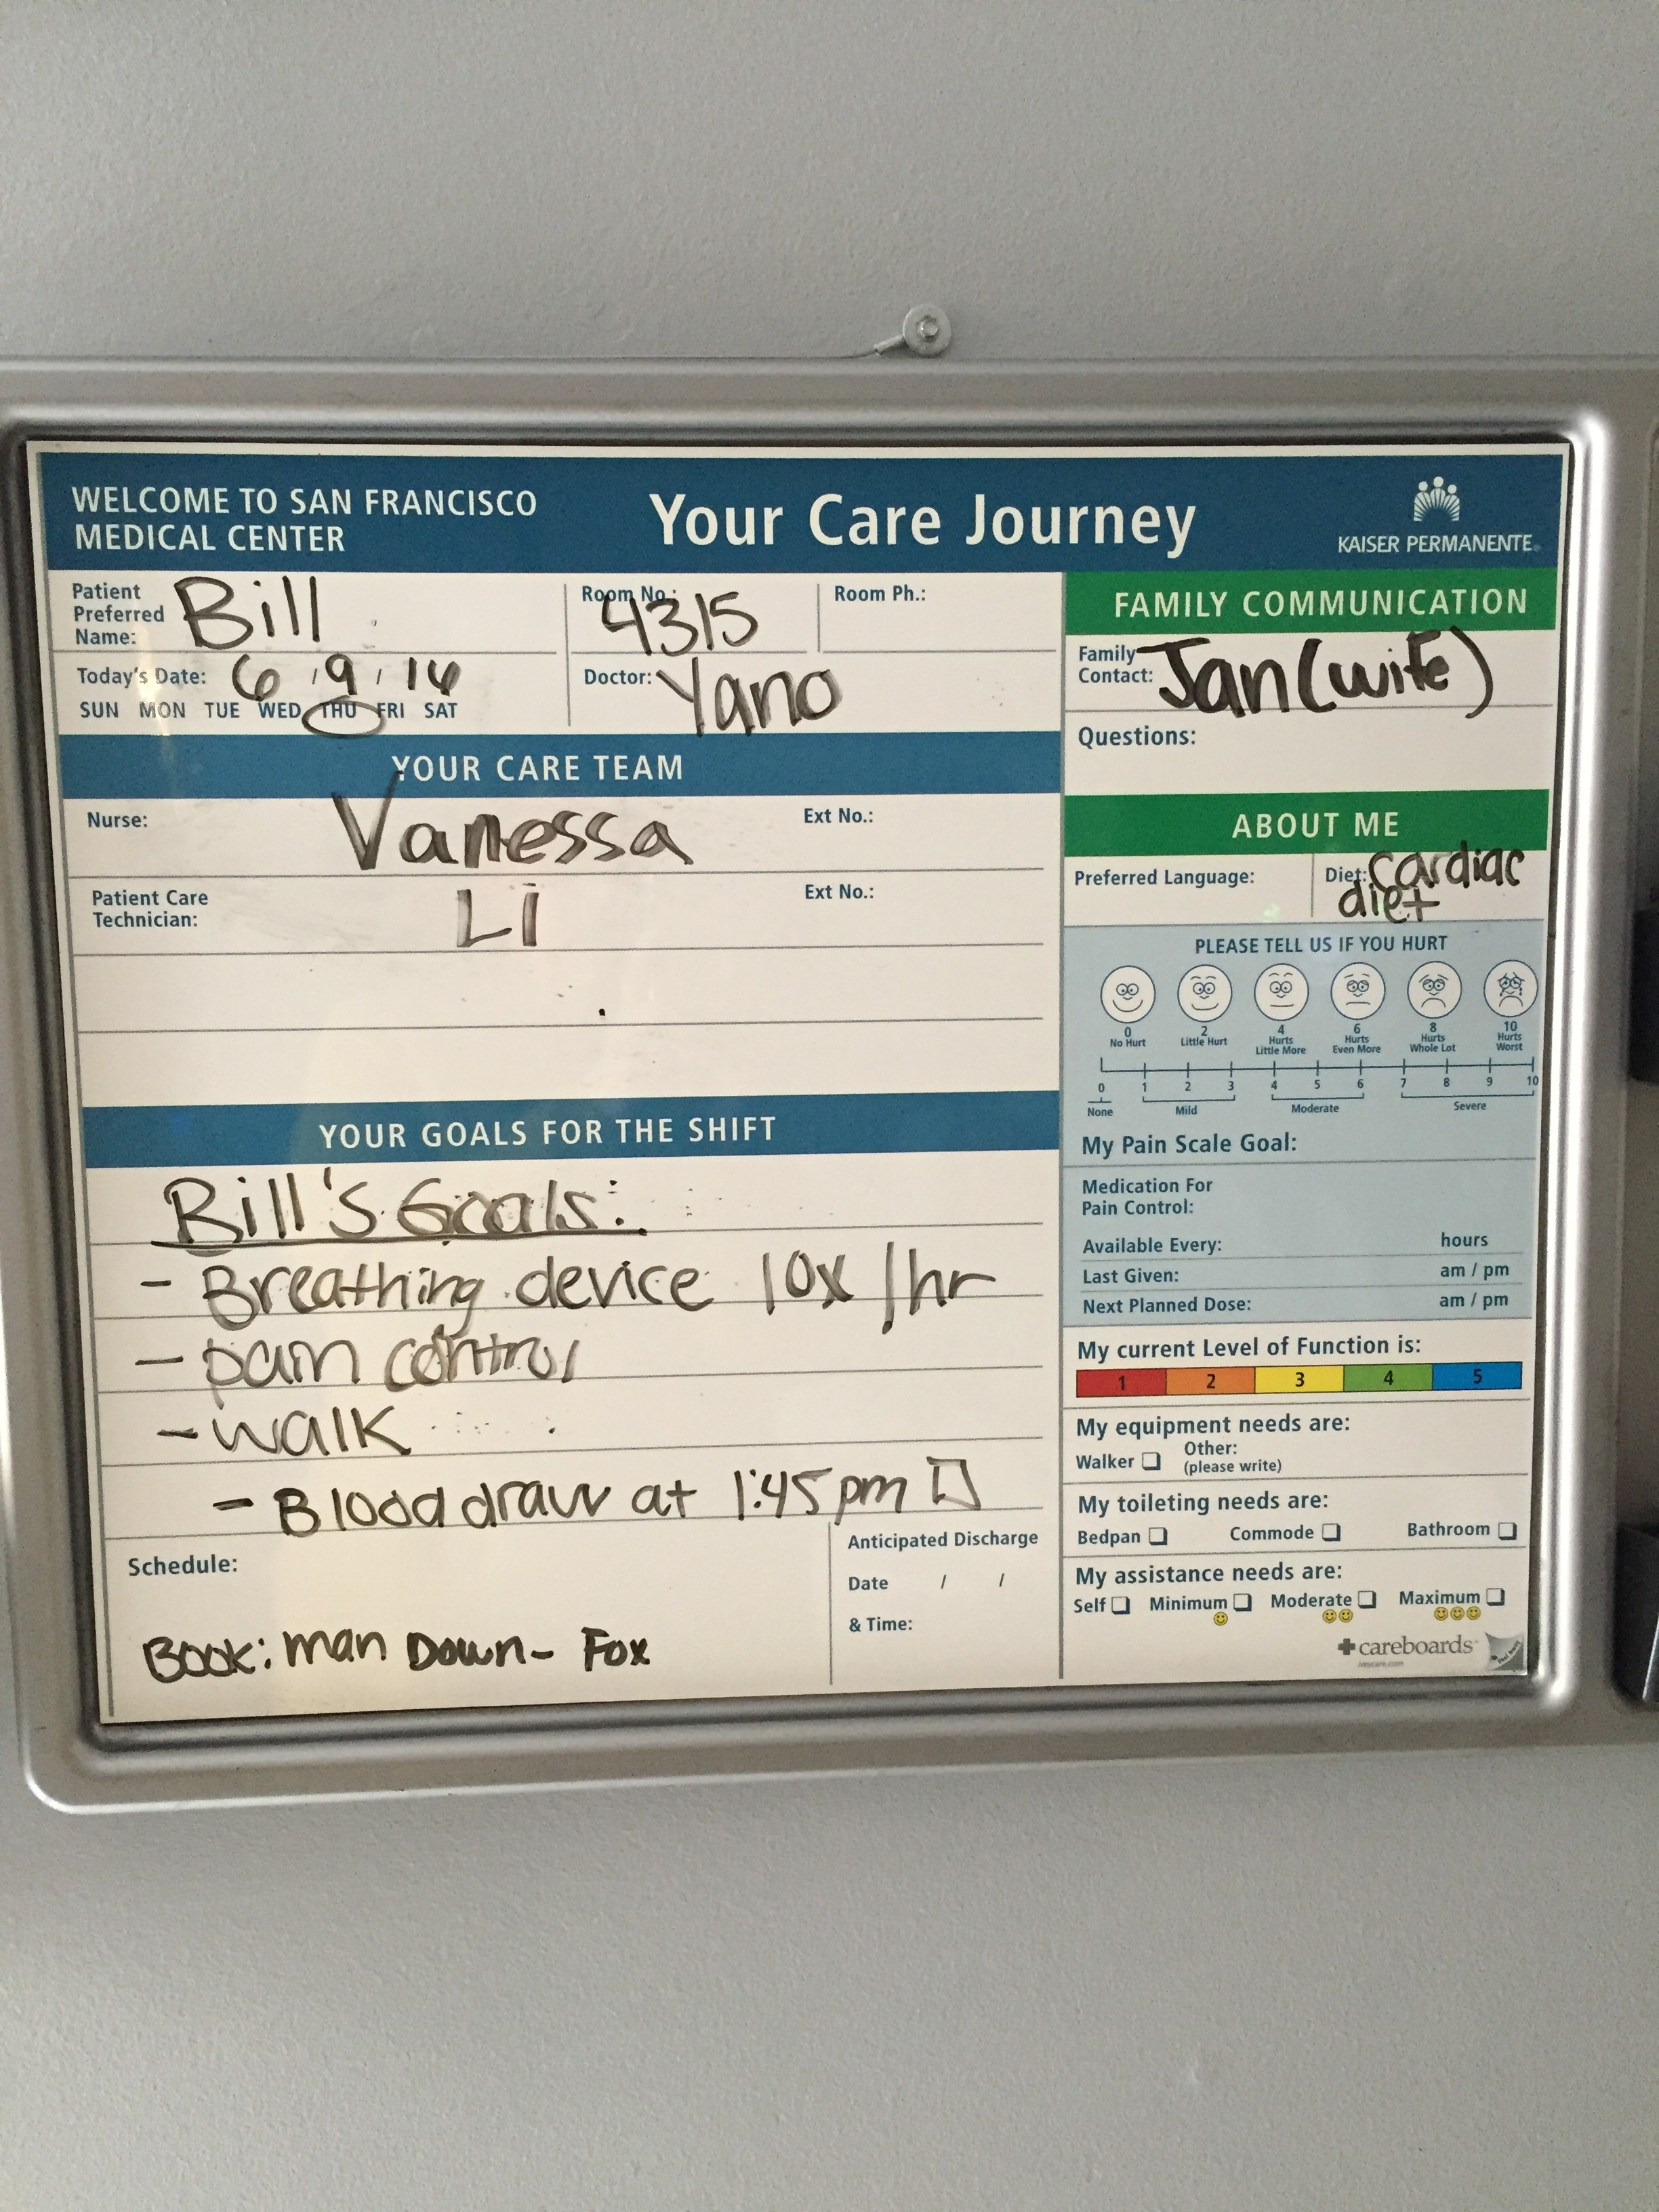 WELCOME TO SAN FRANCISCO
MEDICAL CENTER
Your Care Journey
KAISER PERMANENTE®
Patient
Preferred
Name: Bill
Room No.: 4315
Room Ph.:
Today's Date: 6 / 9 / 16
SUN MON TUE WED THU FRI SAT
Doctor: Yano
YOUR CARE TEAM
Nurse: Vanessa Ext No.:
Patient Care
Technician: Li Ext No.:
YOUR GOALS FOR THE SHIFT
Bill's Goals:
- Breathing device 10x /hr
- pain control
- walk
- Blood draw at 1:45 pm
Schedule:
Book: man Down - Fox
Anticipated Discharge
Date / /
& Time:
FAMILY COMMUNICATION
Family
Contact: Jan (wife)
Questions:
ABOUT ME
Preferred Language:
Diet: cardiac
diet
PLEASE TELL US IF YOU HURT
0 2 4 6 8 10
No Hurt Little Hurt Hurts Little More Hurts Even More Hurts Whole Lot Hurts Worst
0 1 2 3 4 5 6 7 8 9 10
None Mild Moderate Severe
My Pain Scale Goal:
Medication For
Pain Control:
Available Every: hours
Last Given: am / pm
Next Planned Dose: am / pm
My current Level of Function is:
1 2 3 4 5
My equipment needs are:
Walker Other:
(please write)
My toileting needs are:
Bedpan Commode Bathroom
My assistance needs are:
Self Minimum Moderate Maximum
careboards